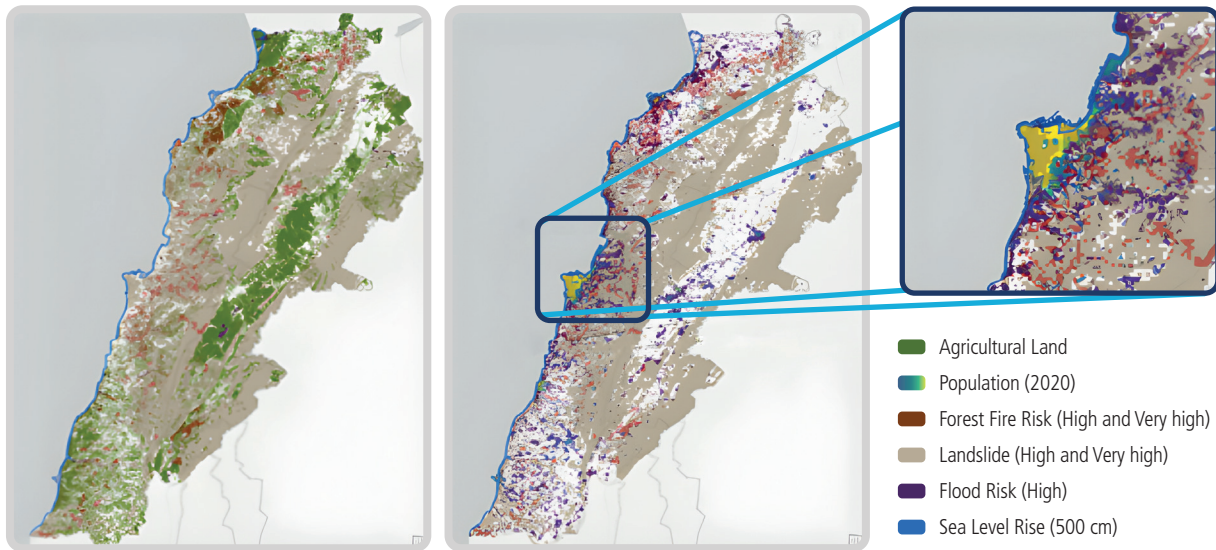 Agricultural Land
Population (2020)
Forest Fire Risk (High and Very high)
Landslide (High and Very high)
Flood Risk (High)
Sea Level Rise (500 cm)